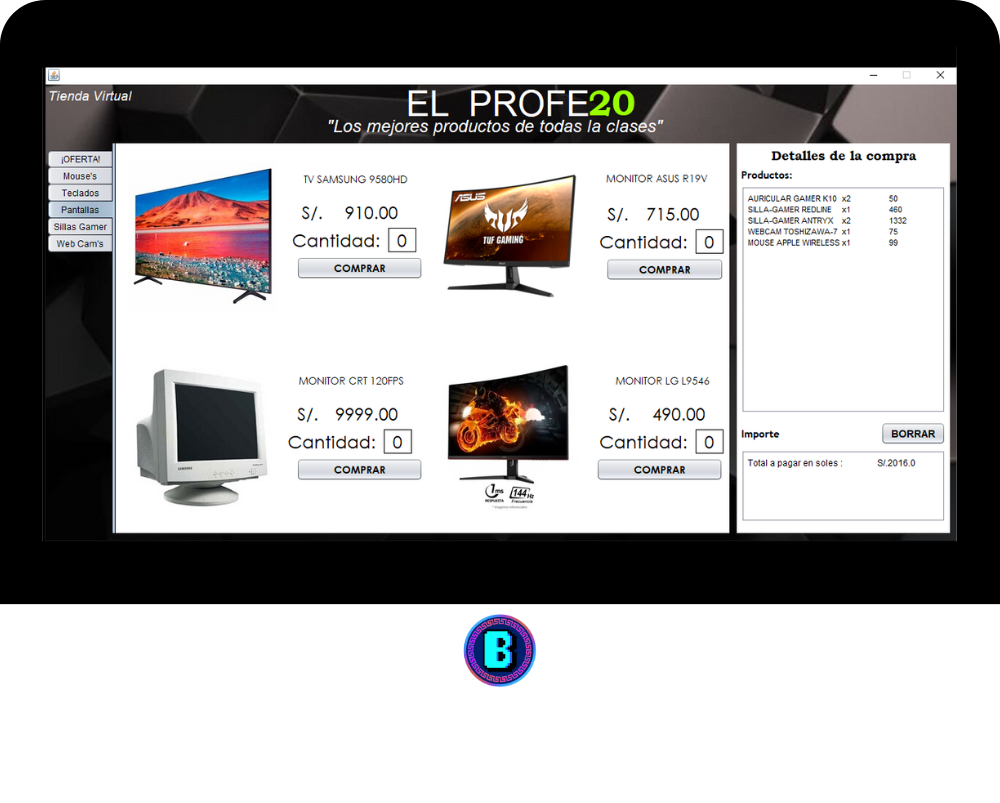 Tienda Virtual
EL PROFE20
"Los mejores productos de todas la clases"
¡OFERTA!
Mouse's
Teclados
Pantallas
Sillas Gamer
Web Cam's
TV SAMSUNG 9580HD
S/. 910.00
Cantidad: 0
COMPRAR
ASUS
TUF GAMING
MONITOR ASUS R19V
S/. 715.00
Cantidad: 0
COMPRAR
SAMSUNG
MONITOR CRT 120FPS
S/. 9999.00
Cantidad: 0
COMPRAR
1ms
RESPUESTA
144Hz
Frecuencia
MONITOR LG L9546
S/. 490.00
Cantidad: 0
COMPRAR
Detalles de la compra
Productos:
AURICULAR GAMER K10 x2 50
SILLA-GAMER REDLINE x1 460
SILLA-GAMER ANTRYX x2 1332
WEBCAM TOSHIZAWA-7 x1 75
MOUSE APPLE WIRELESS x1 99
Importe
BORRAR
Total a pagar en soles : S/.2016.0
B